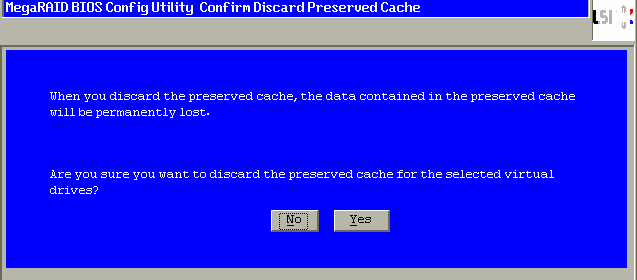 MegaRAID BIOS Config Utility Confirm Discard Preserved Cache
LSI
When you discard the preserved cache, the data contained in the preserved cache
will be permanently lost.
Are you sure you want to discard the preserved cache for the selected virtual
drives?
No Yes